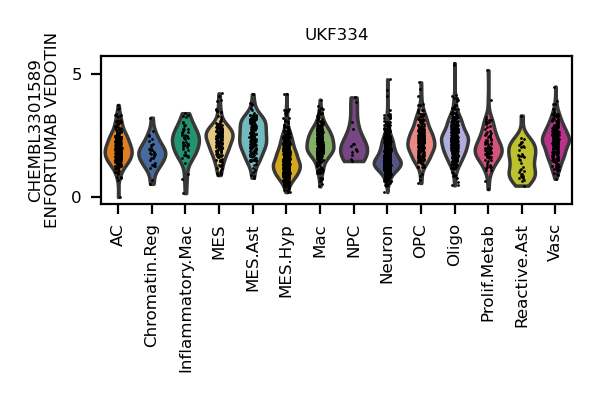 UKF334
CHEMBL3301589
ENFORTUMAB VEDOTIN
5
0
AC
Chromatin.Reg
Inflammatory.Mac
MES
MES.Ast
MES.Hyp
Mac
NPC
Neuron
OPC
Oligo
Prolif.Metab
Reactive.Ast
Vasc